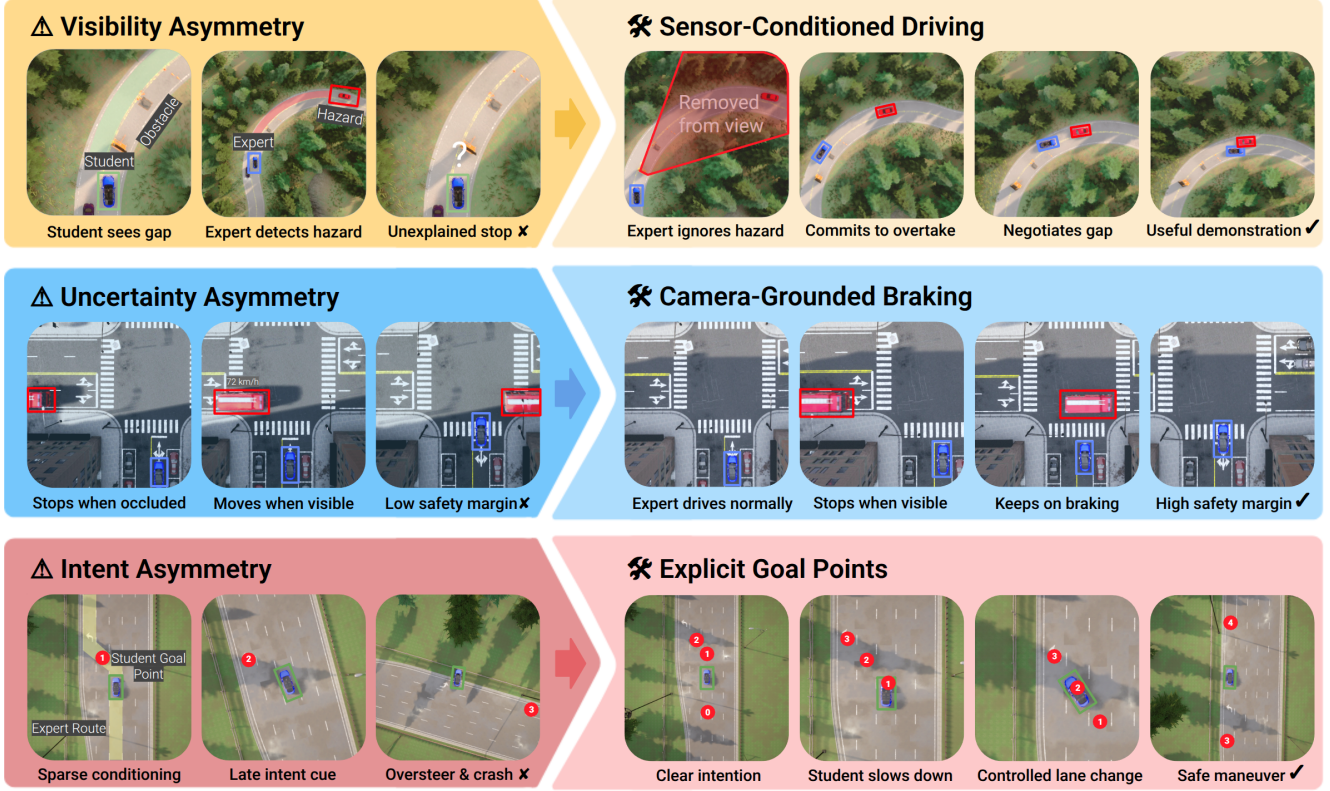 ⚠ Visibility Asymmetry
Student
Obstacle
Expert
Hazard
?
Student sees gap
Expert detects hazard
Unexplained stop ✘
🛠 Sensor-Conditioned Driving
Removed
from view
Expert ignores hazard
Commits to overtake
Negotiates gap
Useful demonstration ✓
⚠ Uncertainty Asymmetry
72 km/h
Stops when occluded
Moves when visible
Low safety margin ✘
🛠 Camera-Grounded Braking
Expert drives normally
Stops when visible
Keeps on braking
High safety margin ✓
⚠ Intent Asymmetry
1
Student Goal
Point
Expert Route
2
3
Sparse conditioning
Late intent cue
Oversteer & crash ✘
🛠 Explicit Goal Points
2
1
0
3
2
1
3
2
1
4
3
Clear intention
Student slows down
Controlled lane change
Safe maneuver ✓